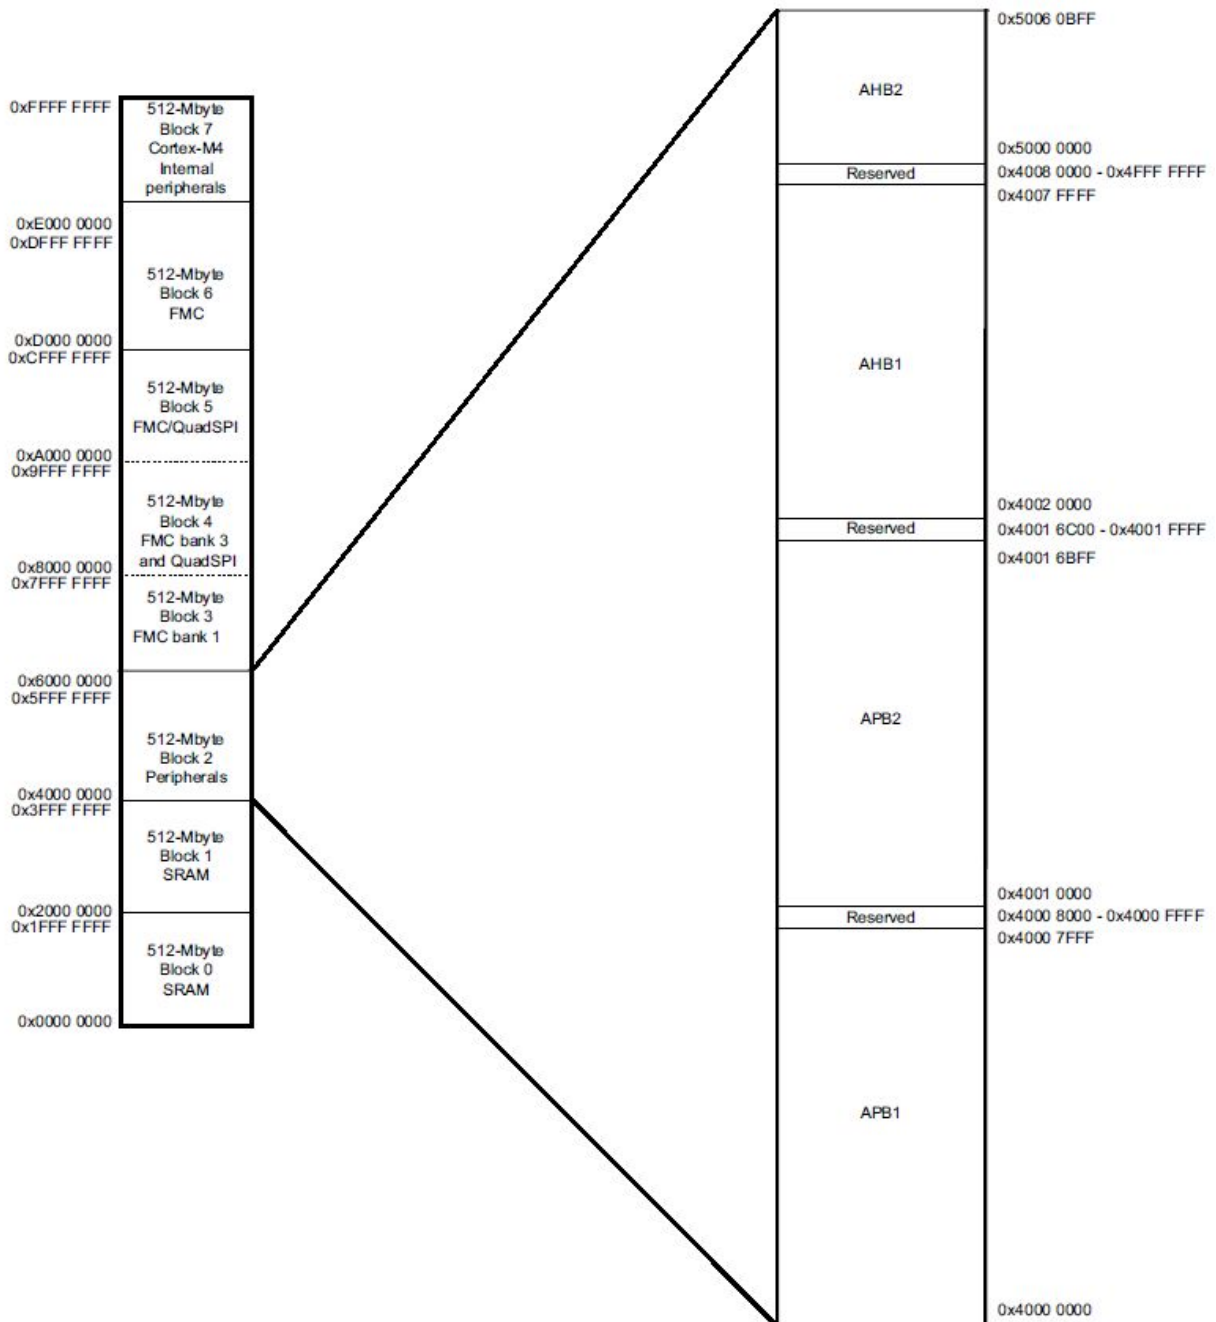 0xFFFF FFFF
512-Mbyte
Block 7
Cortex-M4
Internal
peripherals
0xE000 0000
0xDFFF FFFF
512-Mbyte
Block 6
FMC
0xD000 0000
0xCFFF FFFF
512-Mbyte
Block 5
FMC/QuadSPI
0xA000 0000
0x9FFF FFFF
512-Mbyte
Block 4
FMC bank 3
and QuadSPI
0x8000 0000
0x7FFF FFFF
512-Mbyte
Block 3
FMC bank 1
0x6000 0000
0x5FFF FFFF
512-Mbyte
Block 2
Peripherals
0x4000 0000
0x3FFF FFFF
512-Mbyte
Block 1
SRAM
0x2000 0000
0x1FFF FFFF
512-Mbyte
Block 0
SRAM
0x0000 0000
0x5006 0BFF
AHB2
0x5000 0000
Reserved 0x4008 0000 - 0x4FFF FFFF
0x4007 FFFF
AHB1
0x4002 0000
Reserved 0x4001 6C00 - 0x4001 FFFF
0x4001 6BFF
APB2
0x4001 0000
Reserved 0x4000 8000 - 0x4000 FFFF
0x4000 7FFF
APB1
0x4000 0000